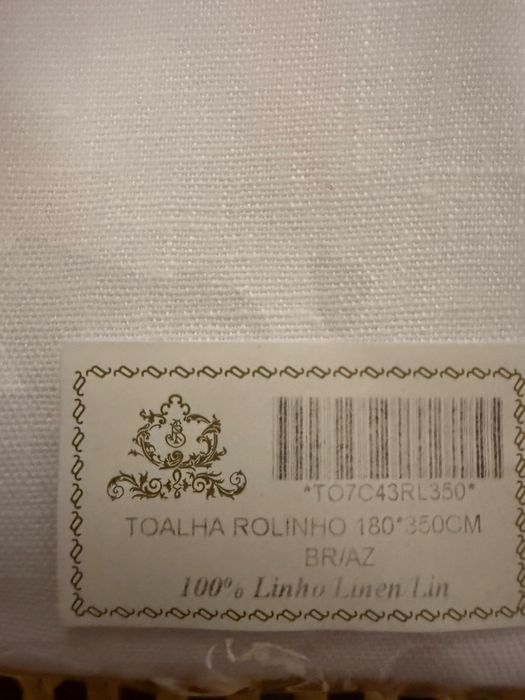 *TO7C43RL350*
TOALHA ROLINHO 180*350CM
BR/AZ
100% Linho/Linen/Lin